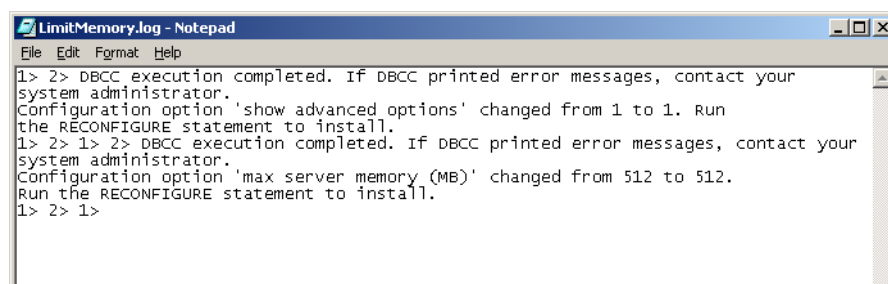 LimitMemory.log - Notepad
File Edit Format Help
1> 2> DBCC execution completed. If DBCC printed error messages, contact your
system administrator.
Configuration option 'show advanced options' changed from 1 to 1. Run
the RECONFIGURE statement to install.
1> 2> 1> 2> DBCC execution completed. If DBCC printed error messages, contact your
system administrator.
Configuration option 'max server memory (MB)' changed from 512 to 512.
Run the RECONFIGURE statement to install.
1> 2> 1>